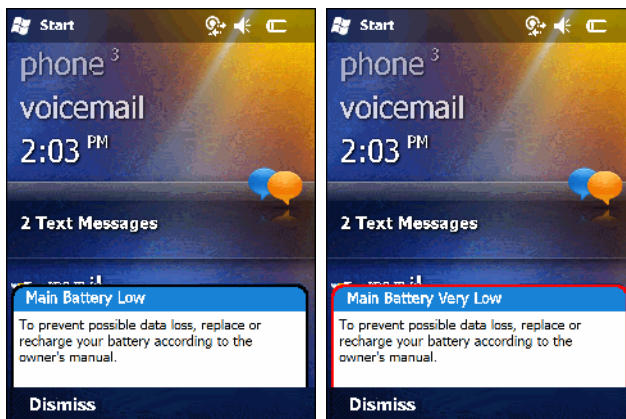 Start
phone 3
voicemail
2:03 PM
2 Text Messages
Main Battery Low
To prevent possible data loss, replace or
recharge your battery according to the
owner's manual.
Dismiss
Start
phone 3
voicemail
2:03 PM
2 Text Messages
Main Battery Very Low
To prevent possible data loss, replace or
recharge your battery according to the
owner's manual.
Dismiss